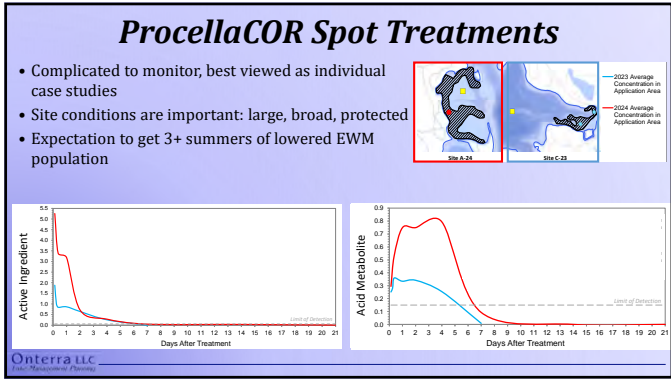 ProcellaCOR Spot Treatments
• Complicated to monitor, best viewed as individual
case studies
• Site conditions are important: large, broad, protected
• Expectation to get 3+ summers of lowered EWM
population
Site A-24
Site C-23
2023 Average
Concentration in
Application Area
2024 Average
Concentration in
Application Area
Active Ingredient
5.5
5.0
4.5
4.0
3.5
3.0
2.5
2.0
1.5
1.0
0.5
0.0
Limit of Detection
0 1 2 3 4 5 6 7 8 9 10 11 12 13 14 15 16 17 18 19 20 21
Days After Treatment
Acid Metabolite
0.9
0.8
0.7
0.6
0.5
0.4
0.3
0.2
0.1
0.0
Limit of Detection
0 1 2 3 4 5 6 7 8 9 10 11 12 13 14 15 16 17 18 19 20 21
Days After Treatment
Onterra LLC
Lake Management Planning